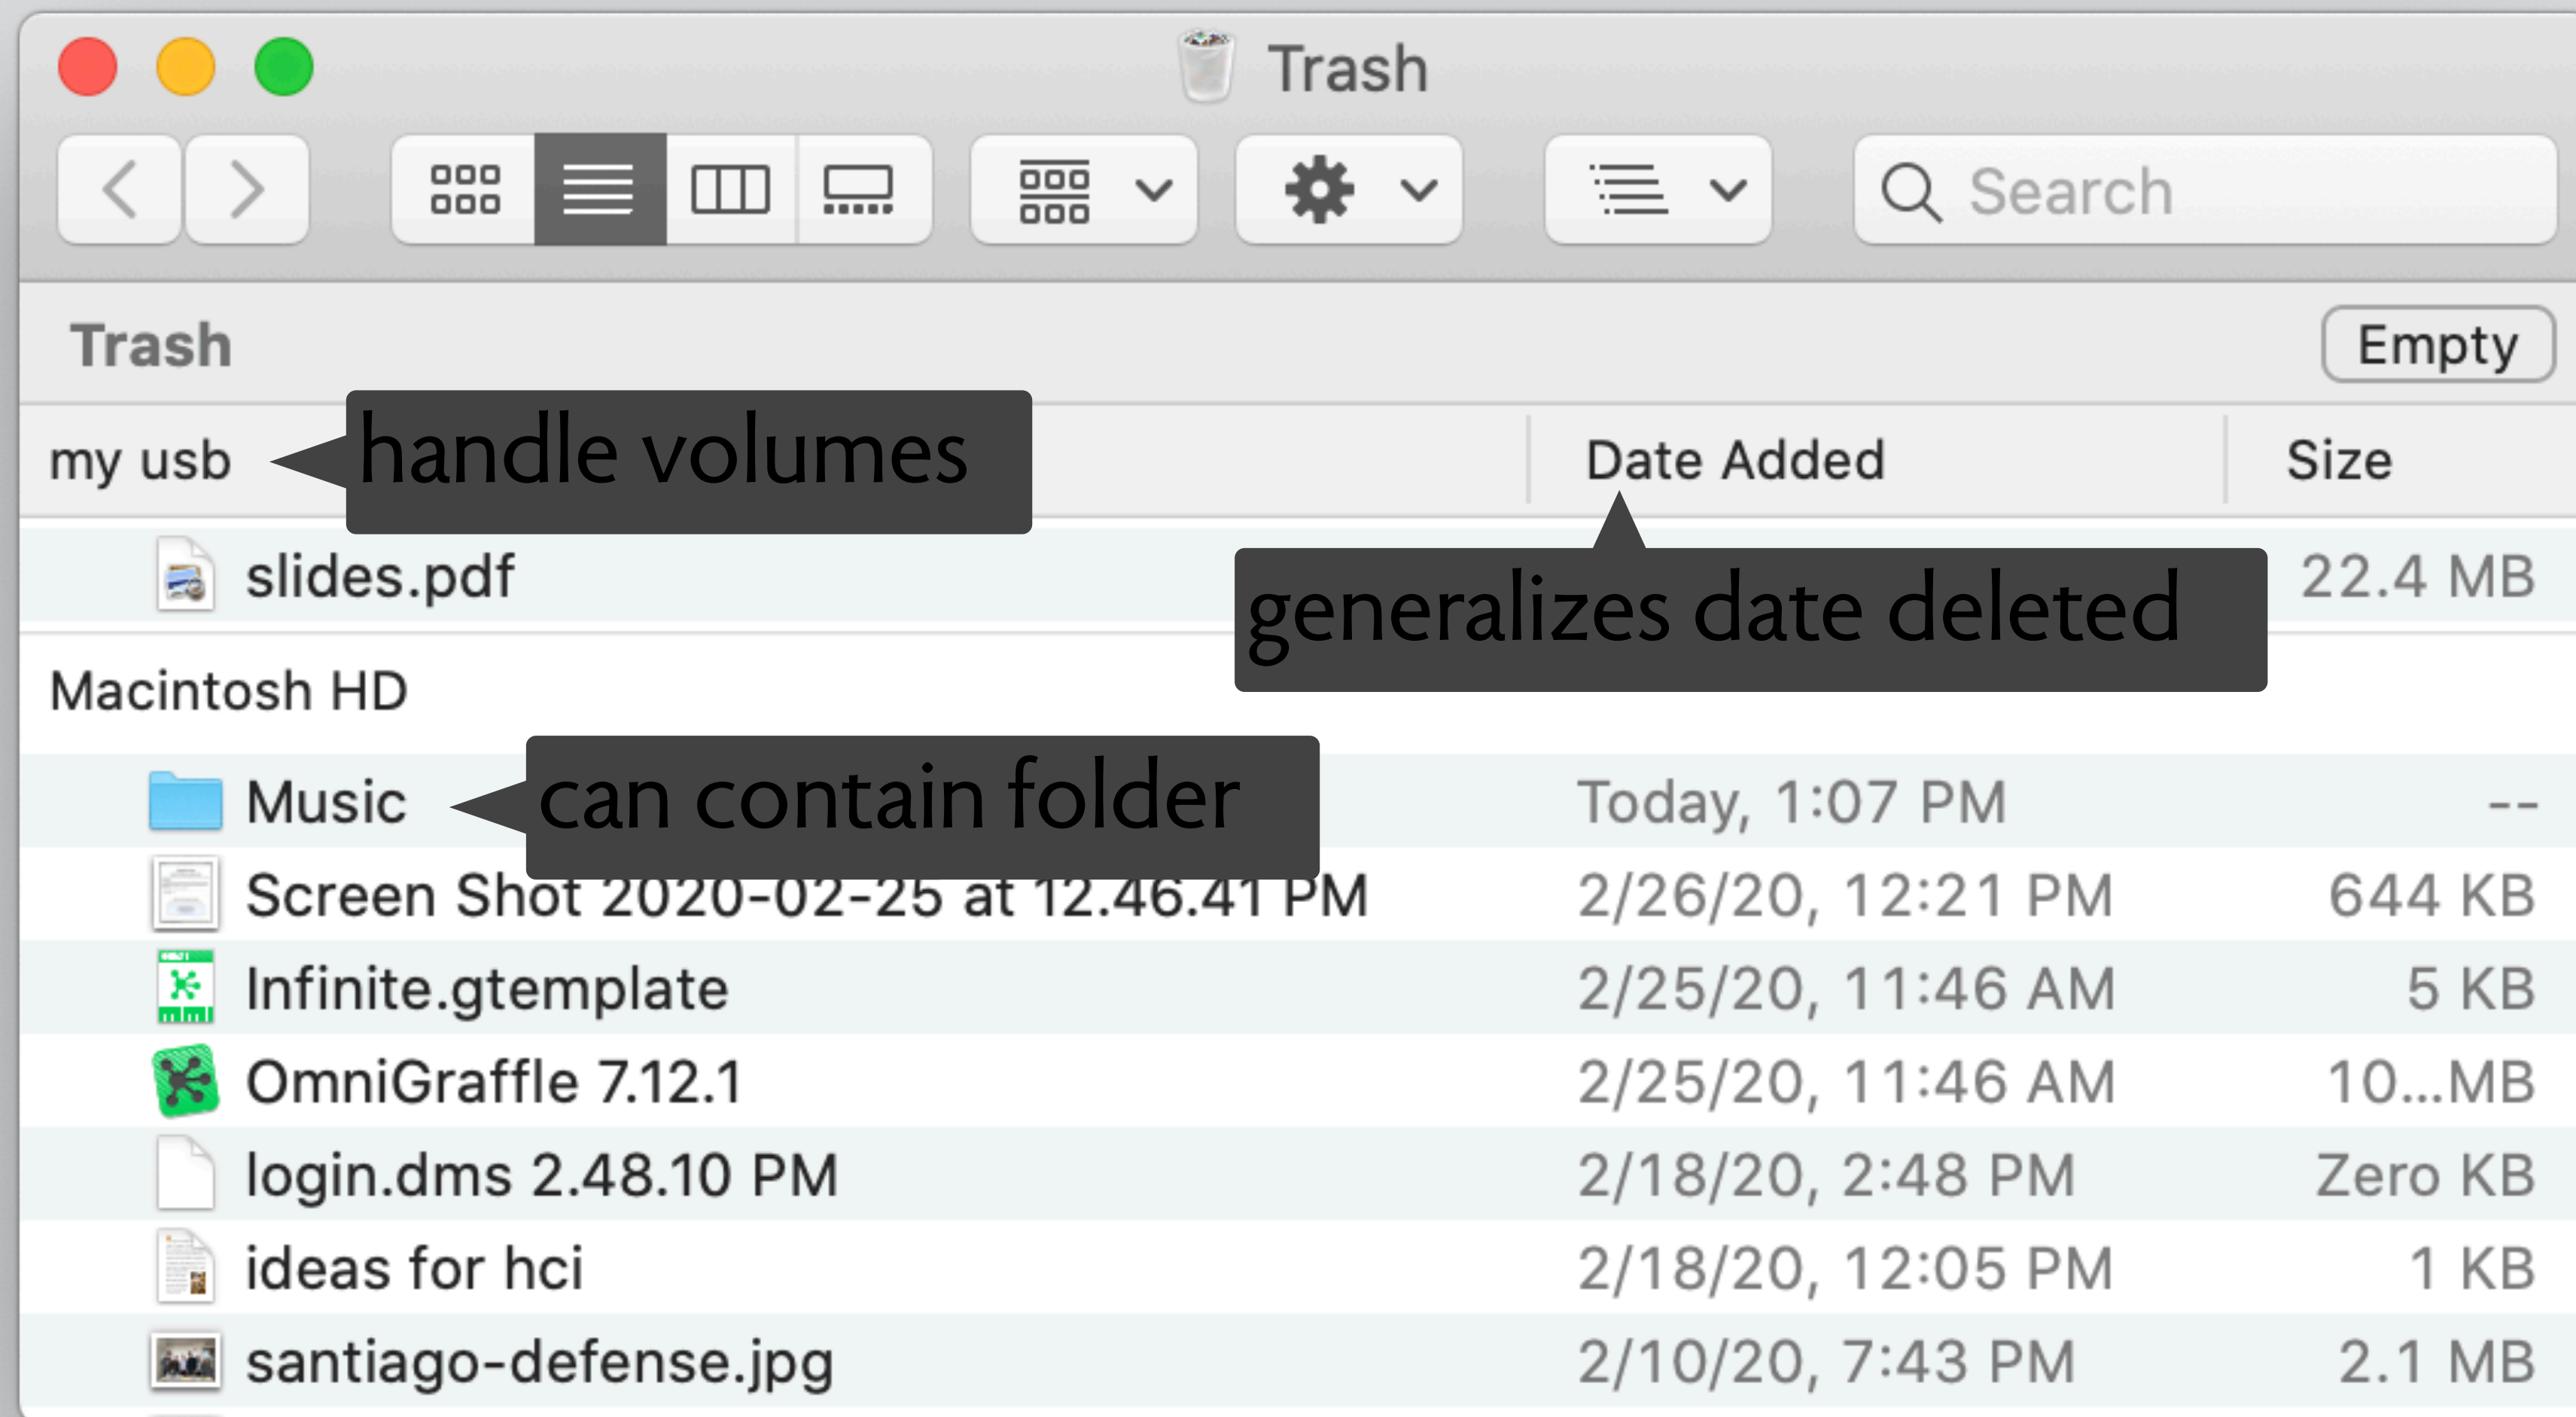 Trash
Search
Trash
Empty
my usb
handle volumes
Date Added
Size
slides.pdf
generalizes date deleted
22.4 MB
Macintosh HD
Music
can contain folder
Today, 1:07 PM
--
Screen Shot 2020-02-25 at 12.46.41 PM
2/26/20, 12:21 PM
644 KB
Infinite.gtemplate
2/25/20, 11:46 AM
5 KB
OmniGraffle 7.12.1
2/25/20, 11:46 AM
10...MB
login.dms 2.48.10 PM
2/18/20, 2:48 PM
Zero KB
ideas for hci
2/18/20, 12:05 PM
1 KB
santiago-defense.jpg
2/10/20, 7:43 PM
2.1 MB